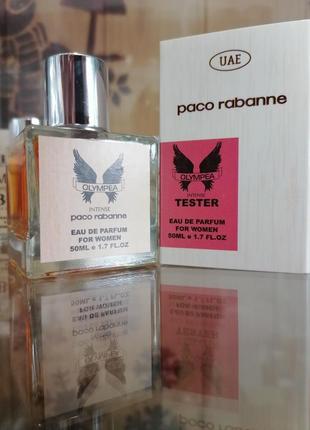 OLYMPEA
INTENSE
paco rabanne
EAU DE PARFUM
FOR WOMEN
50ML e 1.7 FL.OZ
UAE
paco rabanne
OLYMPEA
INTENSE
TESTER
EAU DE PARFUM
FOR WOMEN
50ML e 1.7 FL.OZ